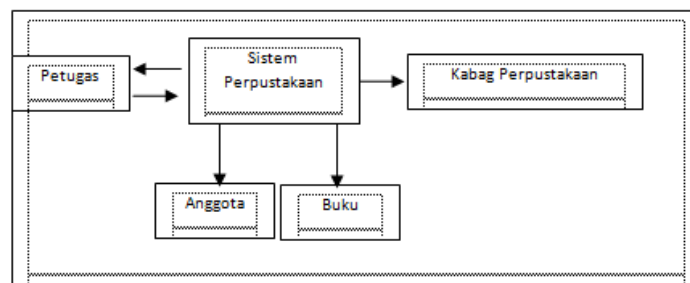 Sistem
Perpustakaan
Petugas
Kabag Perpustakaan
Anggota
Buku